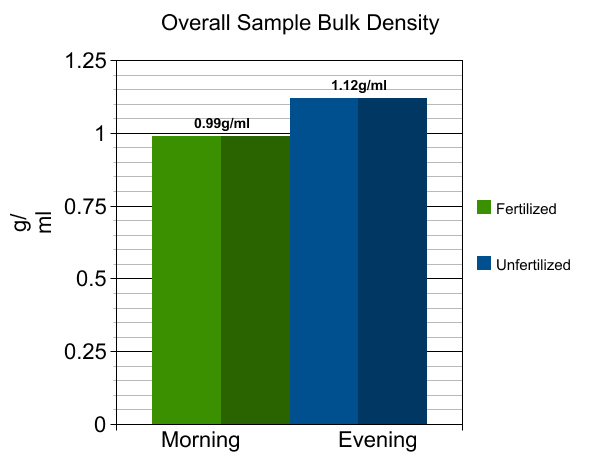 Overall Sample Bulk Density
1.25
1.12g/ml
0.99g/ml
1
0.75
Fertilized
g/
ml
0.5
Unfertilized
0.25
0
Morning
Evening